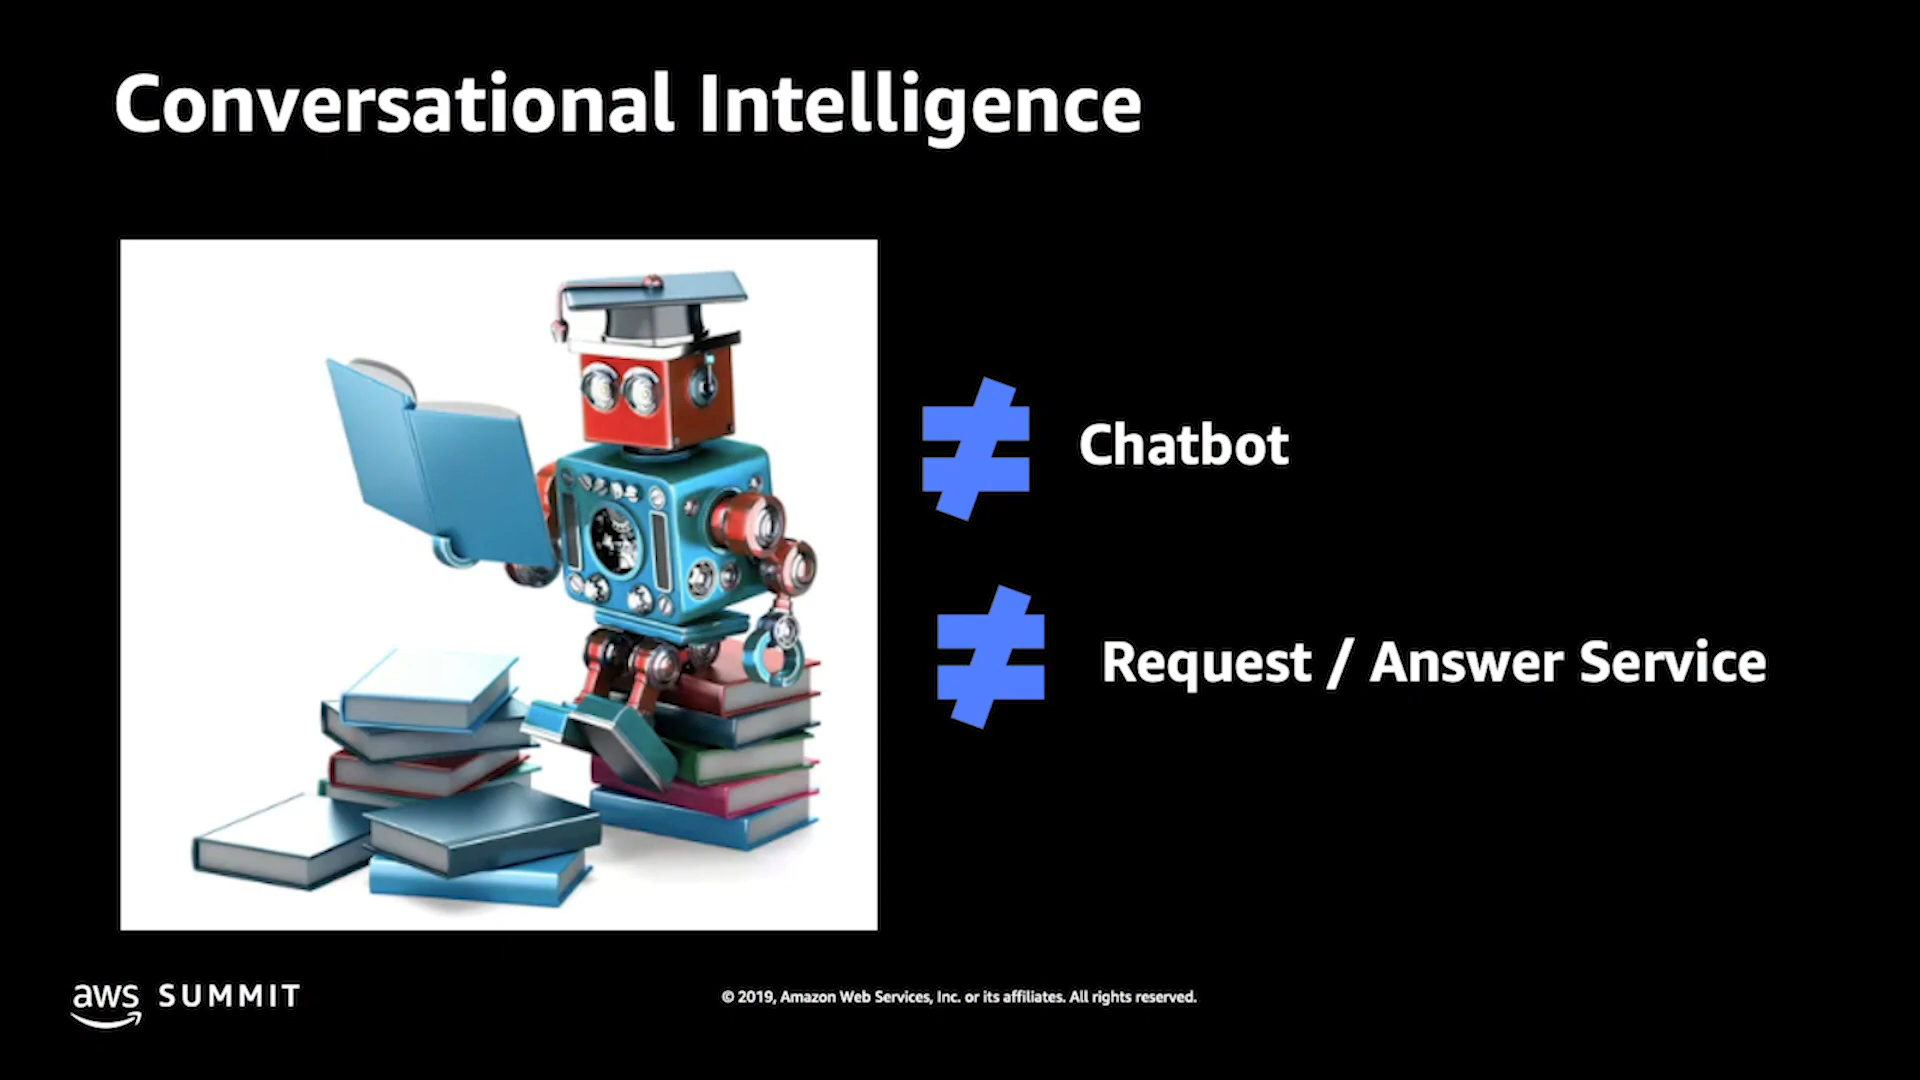 Conversational Intelligence
≠ Chatbot
≠ Request / Answer Service
aws SUMMIT
© 2019, Amazon Web Services, Inc. or its affiliates. All rights reserved.